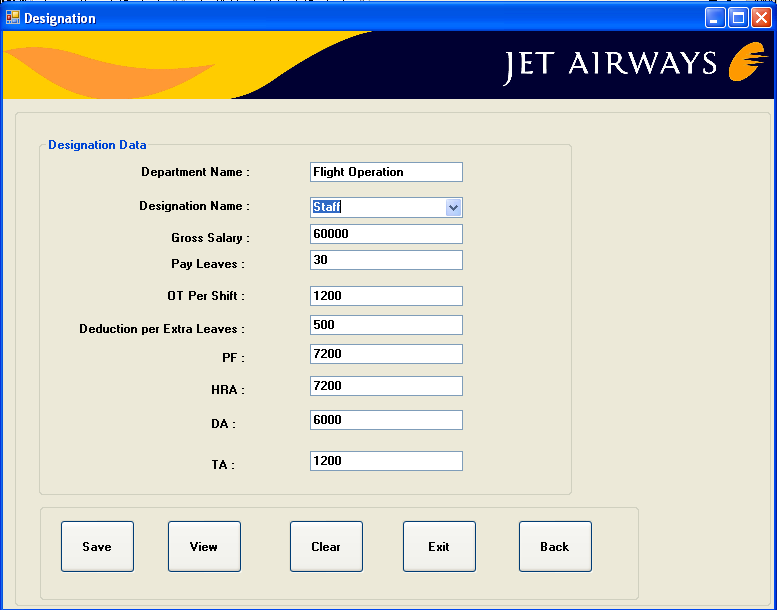 Designation
JET AIRWAYS
Designation Data
Department Name : Flight Operation
Designation Name : Staff
Gross Salary : 60000
Pay Leaves : 30
OT Per Shift : 1200
Deduction per Extra Leaves : 500
PF : 7200
HRA : 7200
DA : 6000
TA : 1200
Save View Clear Exit Back